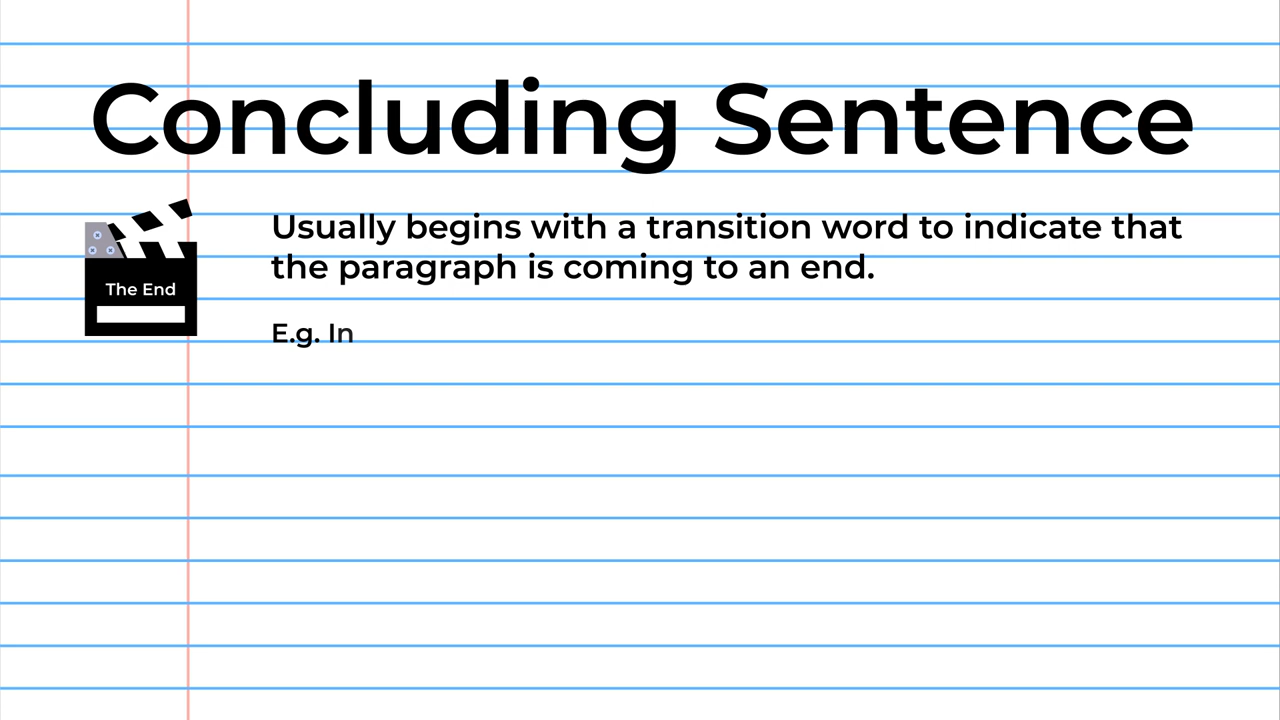 Concluding Sentence
Usually begins with a transition word to indicate that
the paragraph is coming to an end.
The End
E.g. In